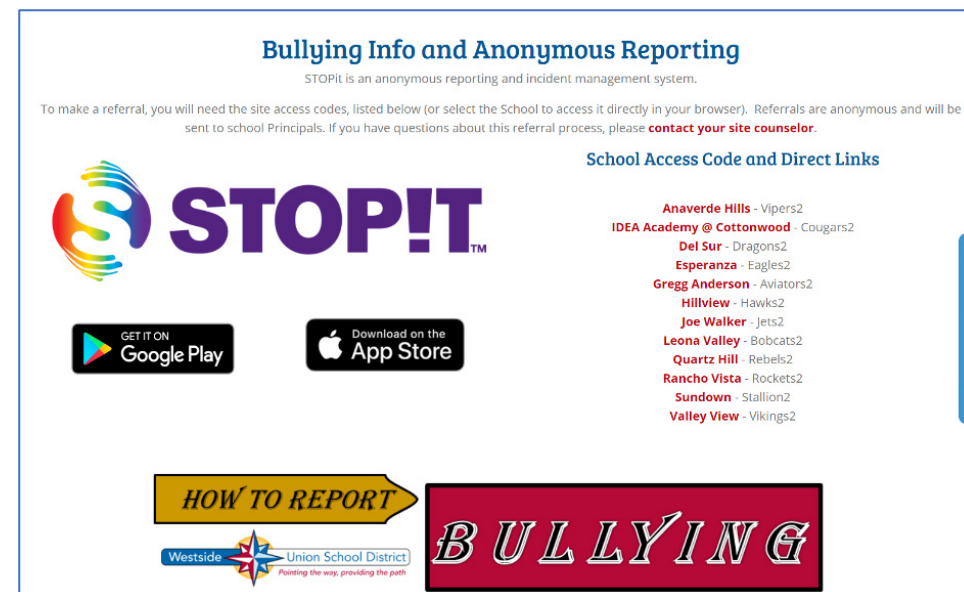 Bullying Info and Anonymous Reporting
STOPit is an anonymous reporting and incident management system.
To make a referral, you will need the site access codes, listed below (or select the School to access it directly in your browser). Referrals are anonymous and will be
sent to school Principals. If you have questions about this referral process, please contact your site counselor.
School Access Code and Direct Links
STOP!T™
Anaverde Hills - Vipers2
IDEA Academy @ Cottonwood - Cougars2
Del Sur - Dragons2
Esperanza - Eagles2
Gregg Anderson - Aviators2
Hillview - Hawks2
Joe Walker - Jets2
Leona Valley - Bobcats2
Quartz Hill - Rebels2
Rancho Vista - Rockets2
Sundown - Stallion2
Valley View - Vikings2
GET IT ON
Google Play
Download on the
App Store
HOW TO REPORT
BULLYING
Westside Union School District
Pointing the way, providing the path